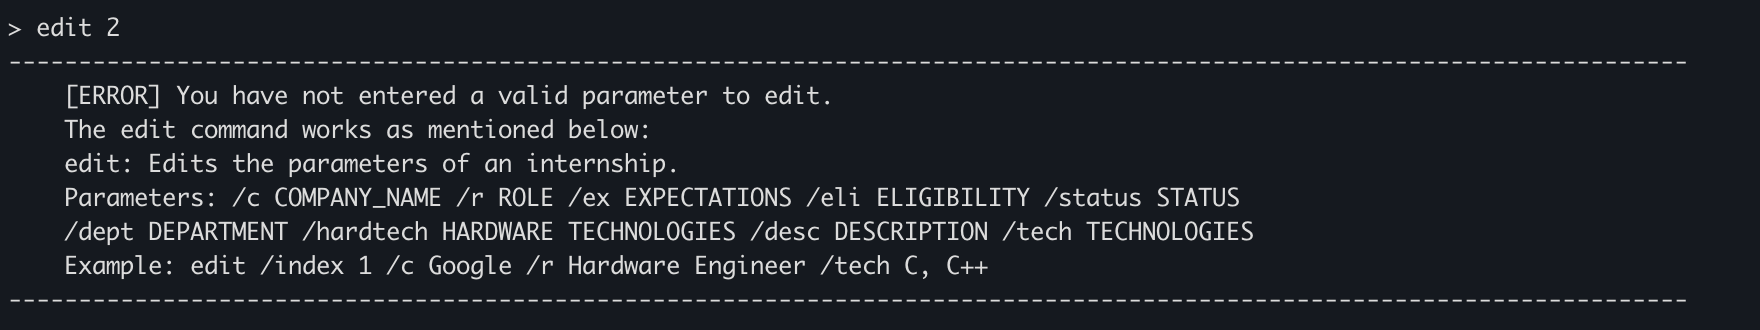 > edit 2
------------------------------------------------------------------------------------------------------------------------
[ERROR] You have not entered a valid parameter to edit.
The edit command works as mentioned below:
edit: Edits the parameters of an internship.
Parameters: /c COMPANY_NAME /r ROLE /ex EXPECTATIONS /eli ELIGIBILITY /status STATUS
/dept DEPARTMENT /hardtech HARDWARE TECHNOLOGIES /desc DESCRIPTION /tech TECHNOLOGIES
Example: edit /index 1 /c Google /r Hardware Engineer /tech C, C++
------------------------------------------------------------------------------------------------------------------------